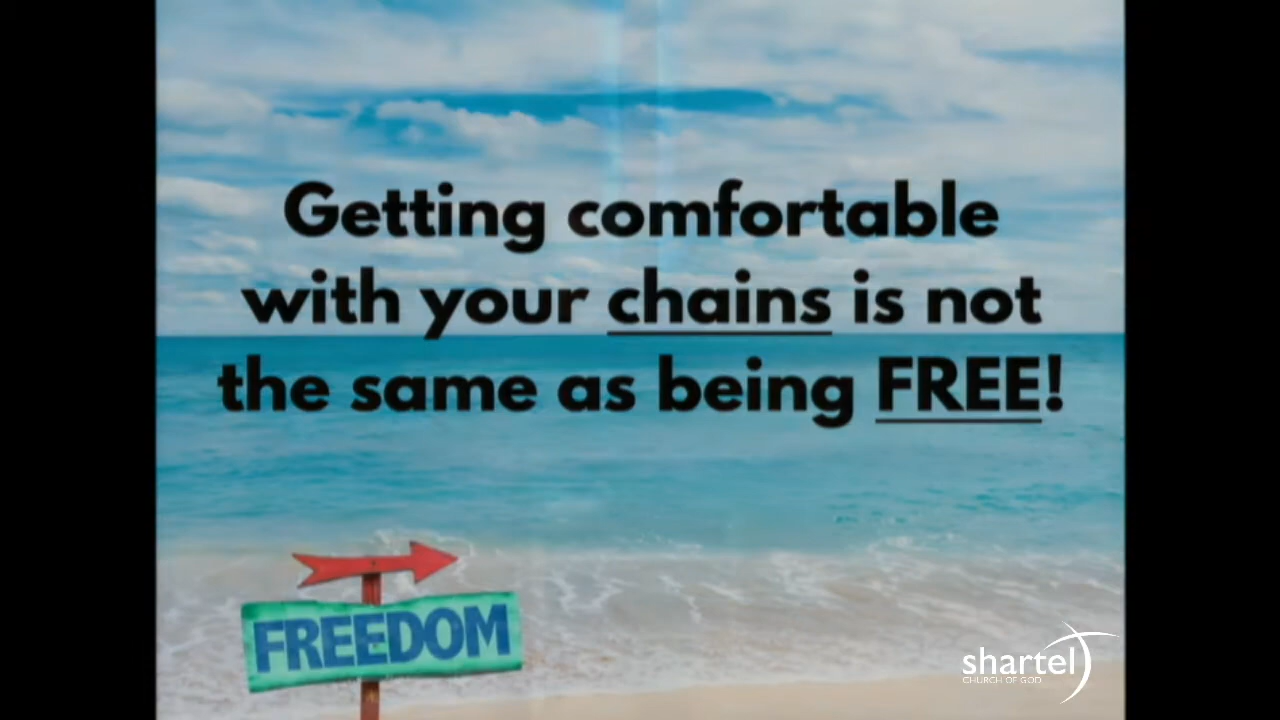 Getting comfortable
with your chains is not
the same as being FREE!
FREEDOM
shartel
CHURCH OF GOD